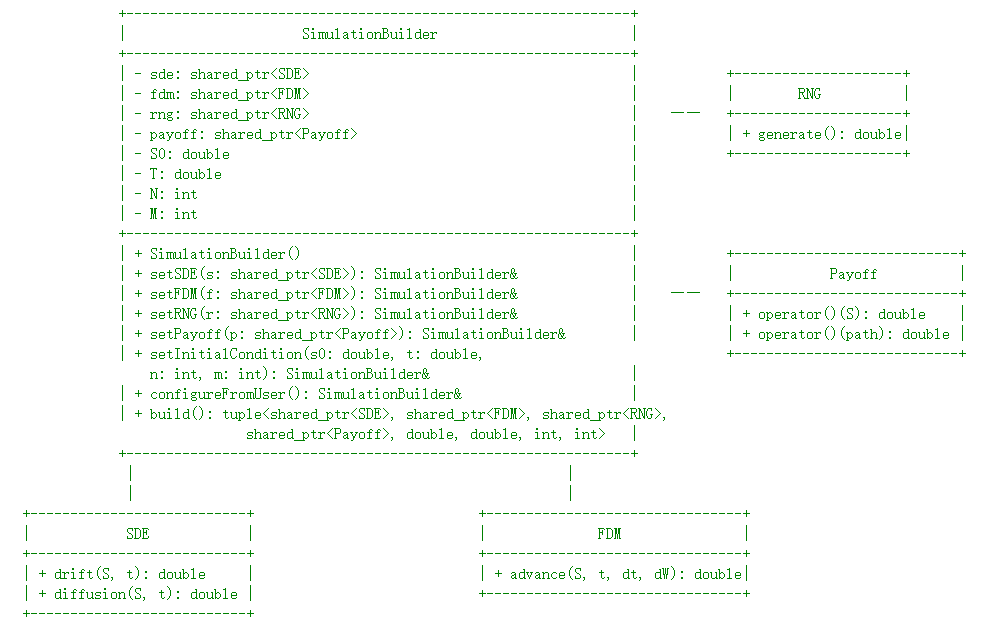 SimulationBuilder
- sde: shared_ptr<SDE>
- fdm: shared_ptr<FDM>
- rng: shared_ptr<RNG>
- payoff: shared_ptr<Payoff>
- S0: double
- T: double
- N: int
- M: int
+ SimulationBuilder()
+ setSDE(s: shared_ptr<SDE>): SimulationBuilder&
+ setFDM(f: shared_ptr<FDM>): SimulationBuilder&
+ setRNG(r: shared_ptr<RNG>): SimulationBuilder&
+ setPayoff(p: shared_ptr<Payoff>): SimulationBuilder&
+ setInitialCondition(s0: double, t: double,
n: int, m: int): SimulationBuilder&
+ configureFromUser(): SimulationBuilder&
+ build(): tuple<shared_ptr<SDE>, shared_ptr<FDM>, shared_ptr<RNG>,
shared_ptr<Payoff>, double, double, int, int>
RNG
+ generate(): double
Payoff
+ operator()(S): double
+ operator()(path): double
SDE
+ drift(S, t): double
+ diffusion(S, t): double
FDM
+ advance(S, t, dt, dW): double